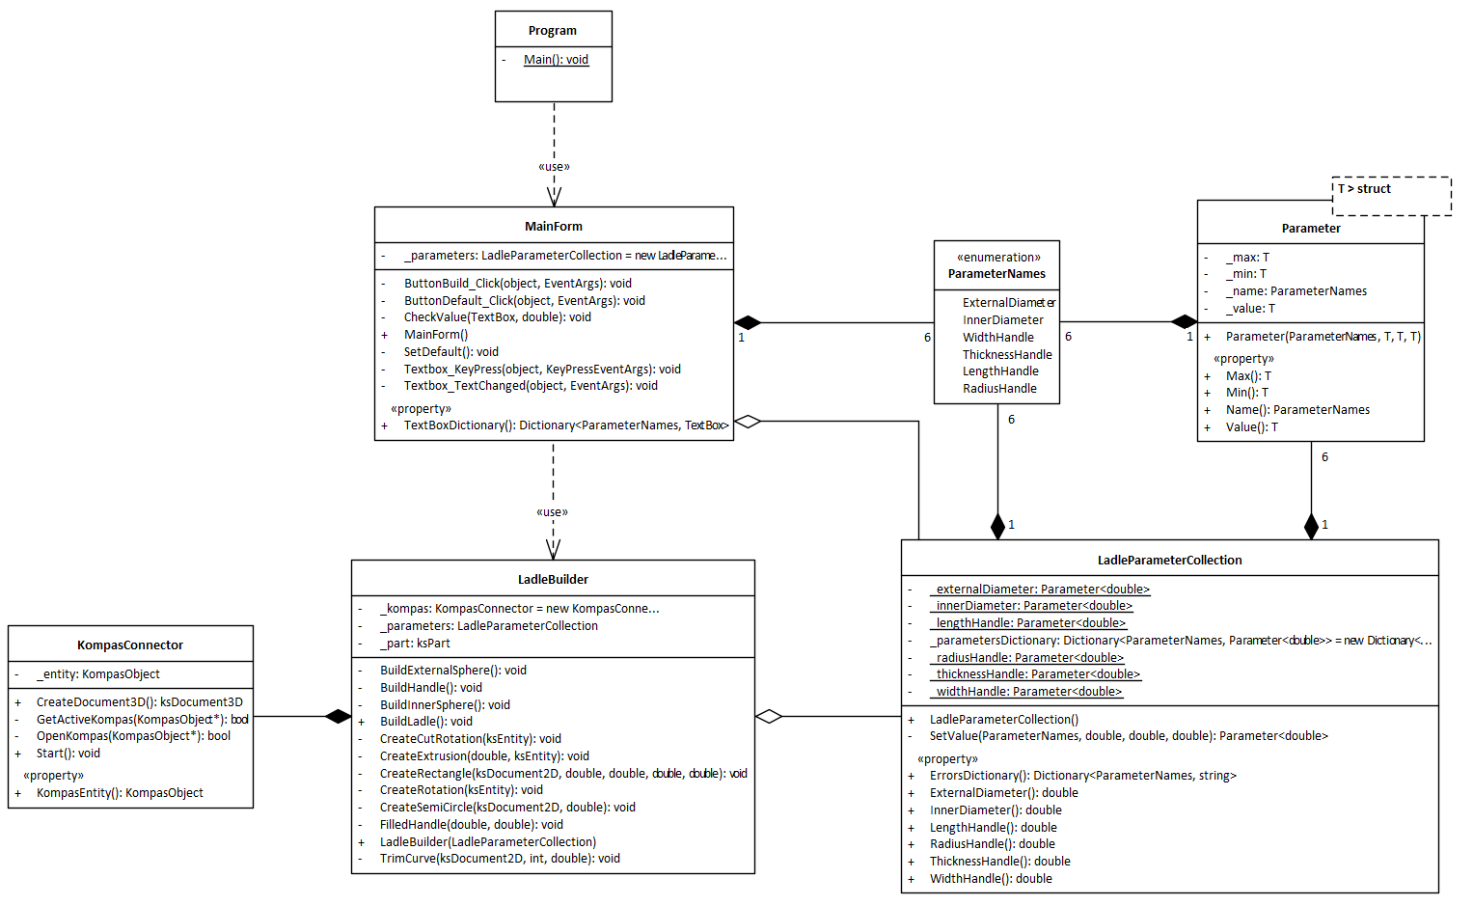 Program
- Main(): void
«use»
MainForm
- _parameters: LadleParameterCollection = new LadleParame...
- ButtonBuild_Click(object, EventArgs): void
- ButtonDefault_Click(object, EventArgs): void
- CheckValue(TextBox, double): void
+ MainForm()
- SetDefault(): void
- Textbox_KeyPress(object, KeyPressEventArgs): void
- Textbox_TextChanged(object, EventArgs): void
«property»
+ TextBoxDictionary(): Dictionary<ParameterNames, TextBox>
1
6
«enumeration»
ParameterNames
ExternalDiameter
InnerDiameter
WidthHandle
ThicknessHandle
LengthHandle
RadiusHandle
6
1
T > struct
Parameter
- _max: T
- _min: T
- _name: ParameterNames
- _value: T
+ Parameter(ParameterNames, T, T, T)
«property»
+ Max(): T
+ Min(): T
+ Name(): ParameterNames
+ Value(): T
6
1
6
1
«use»
LadleBuilder
- _kompas: KompasConnector = new KompasConne...
- _parameters: LadleParameterCollection
- _part: ksPart
- BuildExternalSphere(): void
- BuildHandle(): void
- BuildInnerSphere(): void
+ BuildLadle(): void
- CreateCutRotation(ksEntity): void
- CreateExtrusion(double, ksEntity): void
- CreateRectangle(ksDocument2D, double, double, double, double): void
- CreateRotation(ksEntity): void
- CreateSemiCircle(ksDocument2D, double): void
- FilledHandle(double, double): void
+ LadleBuilder(LadleParameterCollection)
- TrimCurve(ksDocument2D, int, double): void
KompasConnector
- _entity: KompasObject
+ CreateDocument3D(): ksDocument3D
- GetActiveKompas(KompasObject*): bool
- OpenKompas(KompasObject*): bool
+ Start(): void
«property»
+ KompasEntity(): KompasObject
LadleParameterCollection
- _externalDiameter: Parameter<double>
- _innerDiameter: Parameter<double>
- _lengthHandle: Parameter<double>
- _parametersDictionary: Dictionary<ParameterNames, Parameter<double>> = new Dictionary<...
- _radiusHandle: Parameter<double>
- _thicknessHandle: Parameter<double>
- _widthHandle: Parameter<double>
+ LadleParameterCollection()
- SetValue(ParameterNames, double, double, double): Parameter<double>
«property»
+ ErrorsDictionary(): Dictionary<ParameterNames, string>
+ ExternalDiameter(): double
+ InnerDiameter(): double
+ LengthHandle(): double
+ RadiusHandle(): double
+ ThicknessHandle(): double
+ WidthHandle(): double